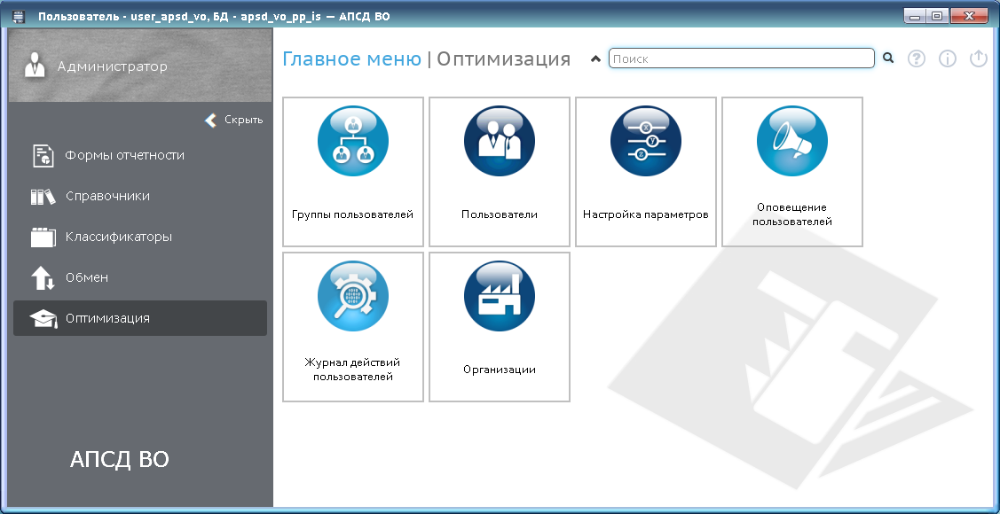 Пользователь - user_apsd_vo, БД - apsd_vo_pp_is — АПСД ВО
Администратор
Скрыть
Формы отчетности
Справочники
Классификаторы
Обмен
Оптимизация
АПСД ВО
Главное меню | Оптимизация
Поиск
Группы пользователей
Пользователи
Настройка параметров
Оповещение
пользователей
Журнал действий
пользователей
Организации